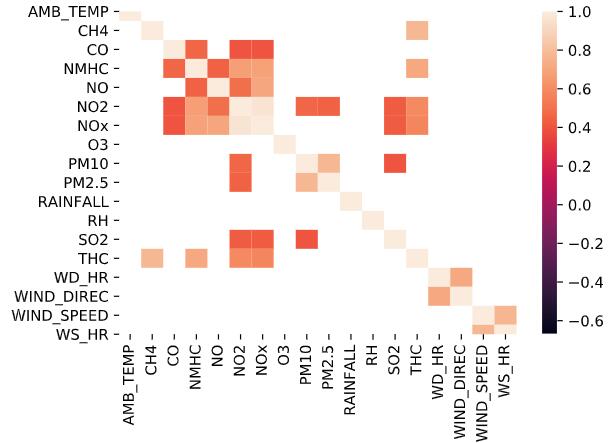 AMB_TEMP
CH4
CO
NMHC
NO
NO2
NOx
O3
PM10
PM2.5
RAINFALL
RH
SO2
THC
WD_HR
WIND_DIREC
WIND_SPEED
WS_HR
AMB_TEMP
CH4
CO
NMHC
NO
NO2
NOx
O3
PM10
PM2.5
RAINFALL
RH
SO2
THC
WD_HR
WIND_DIREC
WIND_SPEED
WS_HR
1.0
0.8
0.6
0.4
0.2
0.0
−0.2
−0.4
−0.6